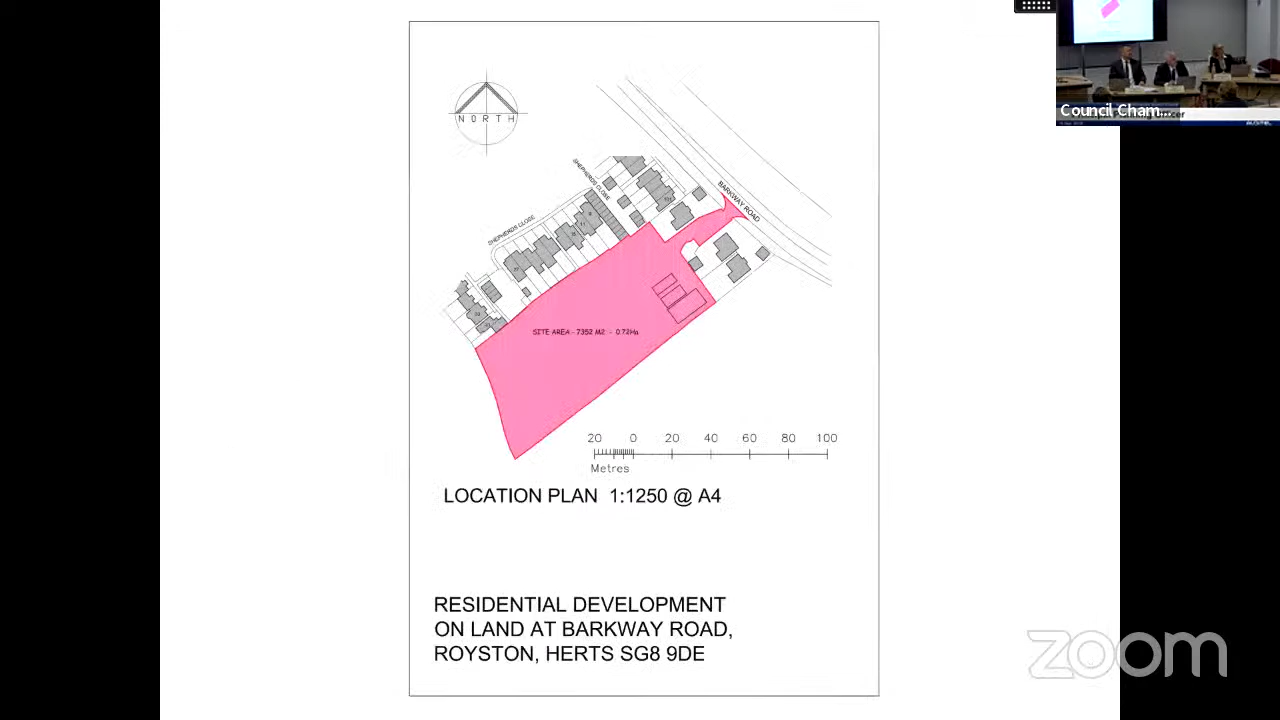 NORTH
SHEPHERDS CLOSE
SHEPHERDS CLOSE
BARKWAY ROAD
SITE AREA:- 7352 M2 - 0.72Ha
20 0 20 40 60 80 100
Metres
LOCATION PLAN 1:1250 @ A4
RESIDENTIAL DEVELOPMENT
ON LAND AT BARKWAY ROAD,
ROYSTON, HERTS SG8 9DE
Council Cham...
zoom